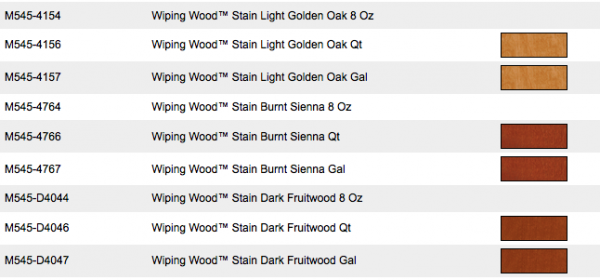 M545-4154 Wiping Wood™ Stain Light Golden Oak 8 Oz
M545-4156 Wiping Wood™ Stain Light Golden Oak Qt
M545-4157 Wiping Wood™ Stain Light Golden Oak Gal
M545-4764 Wiping Wood™ Stain Burnt Sienna 8 Oz
M545-4766 Wiping Wood™ Stain Burnt Sienna Qt
M545-4767 Wiping Wood™ Stain Burnt Sienna Gal
M545-D4044 Wiping Wood™ Stain Dark Fruitwood 8 Oz
M545-D4046 Wiping Wood™ Stain Dark Fruitwood Qt
M545-D4047 Wiping Wood™ Stain Dark Fruitwood Gal